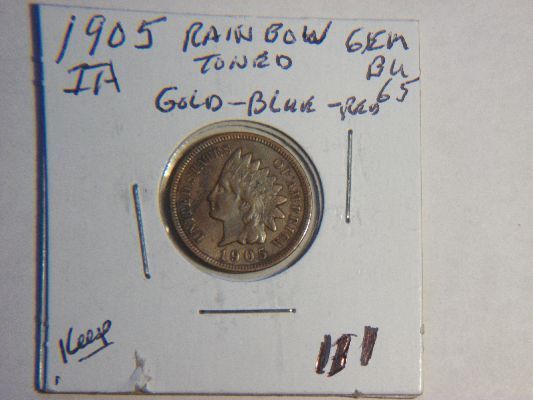 1905 RAINBOW GEM
IH TONED BU
GOLD-BLUE-RED 65
UNITED STATES OF AMERICA
1905
Keep